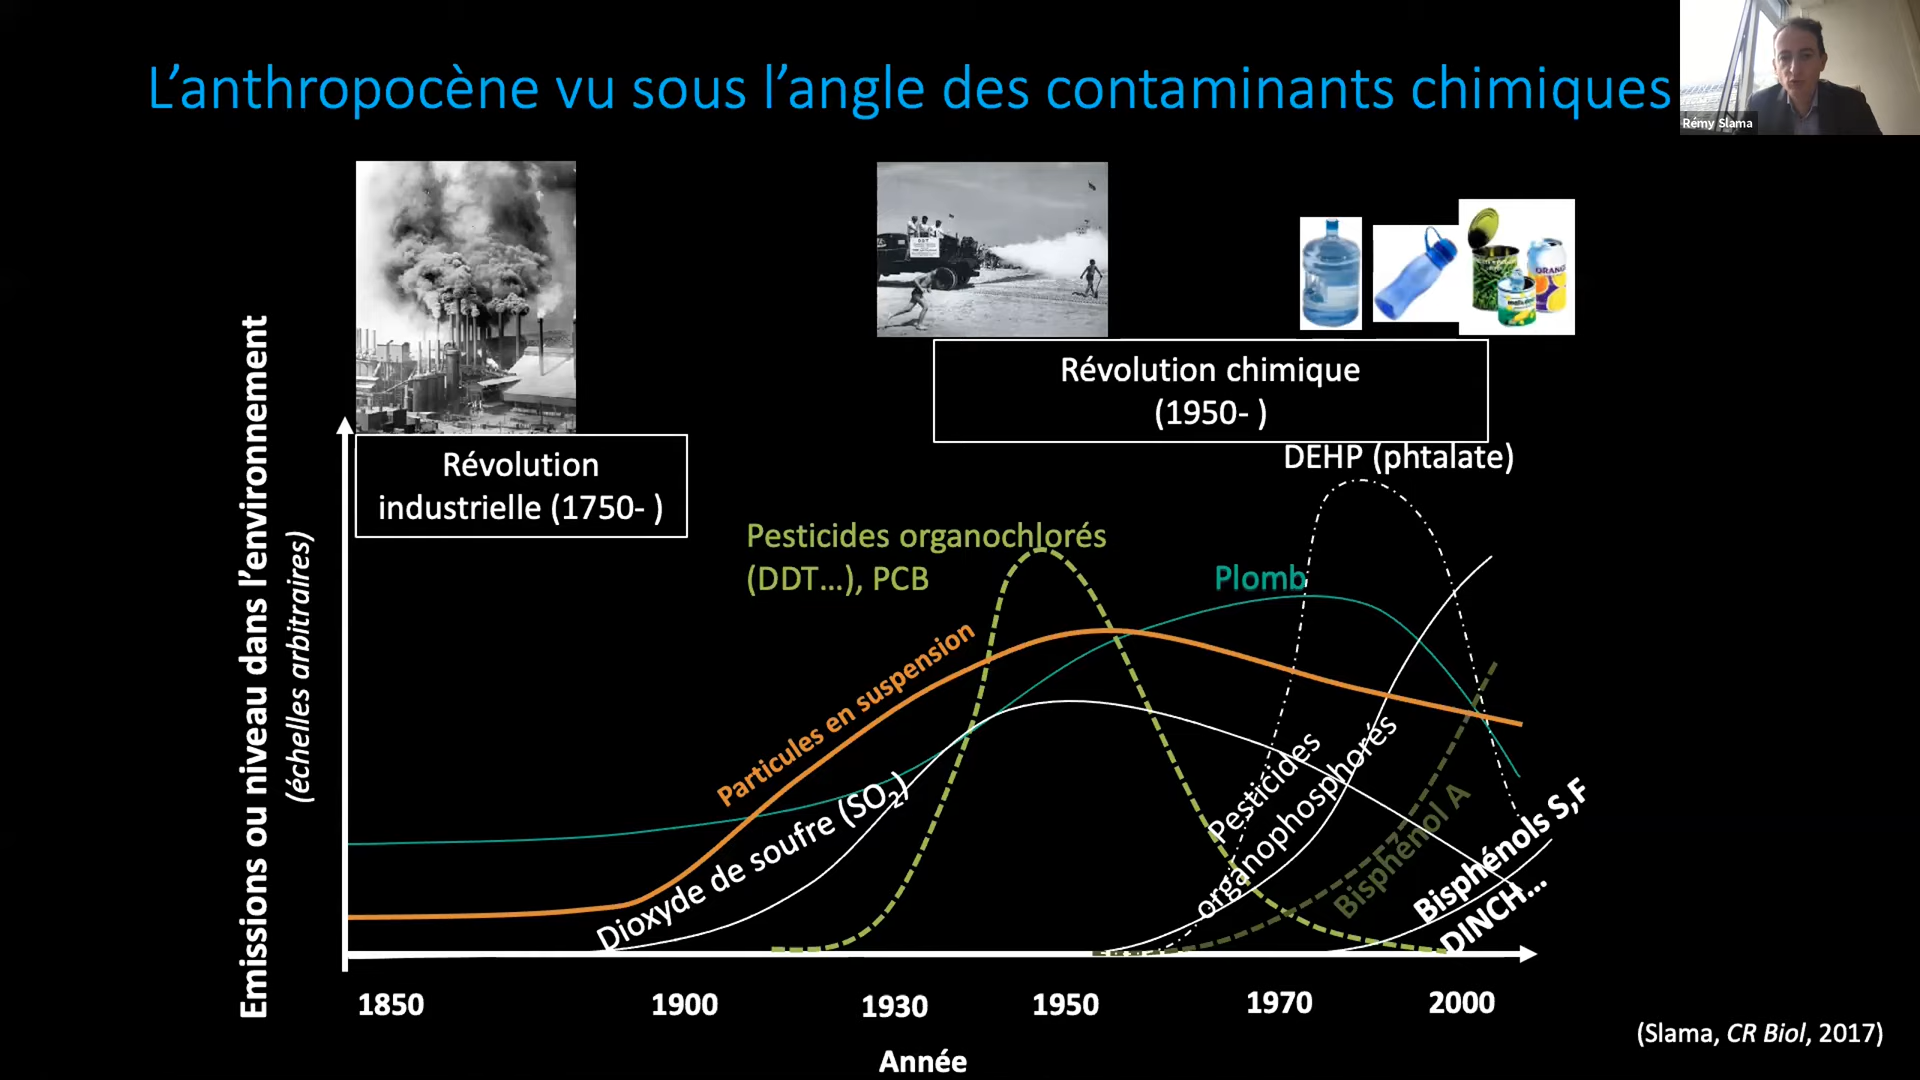 L’anthropocène vu sous l’angle des contaminants chimiques
Rémy Slama
Révolution chimique
(1950- )
Révolution
industrielle (1750- )
DEHP (phtalate)
Pesticides organochlorés
(DDT...), PCB
Plomb
Particules en suspension
Dioxyde de soufre (SO₂)
Pesticides
organophosphorés
Bisphénol A
Bisphénols S,F
DINCH...
Emissions ou niveau dans l’environnement
(échelles arbitraires)
1850 1900 1930 1950 1970 2000
Année
(Slama, CR Biol, 2017)
DDT
ORANG